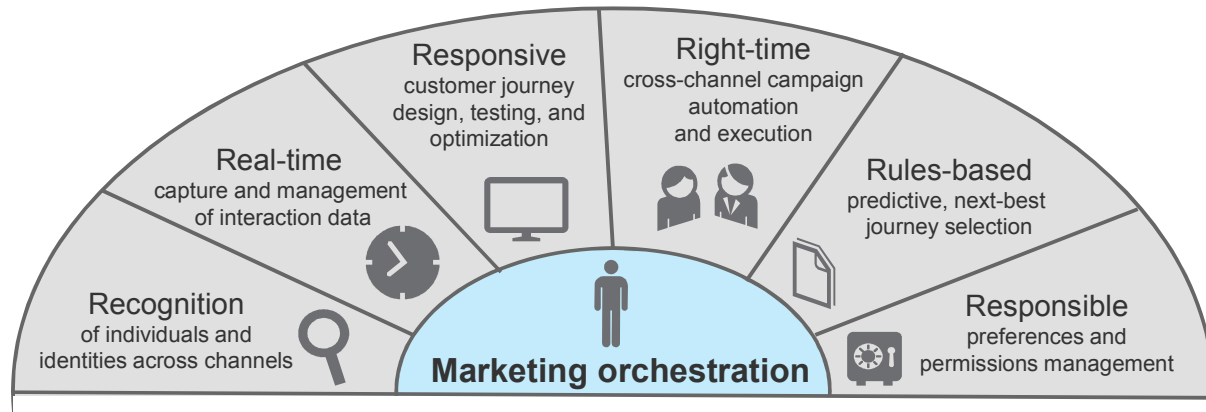 Recognition
of individuals and
identities across channels
Real-time
capture and management
of interaction data
Responsive
customer journey
design, testing, and
optimization
Right-time
cross-channel campaign
automation
and execution
Rules-based
predictive, next-best
journey selection
Responsible
preferences and
permissions management
Marketing orchestration